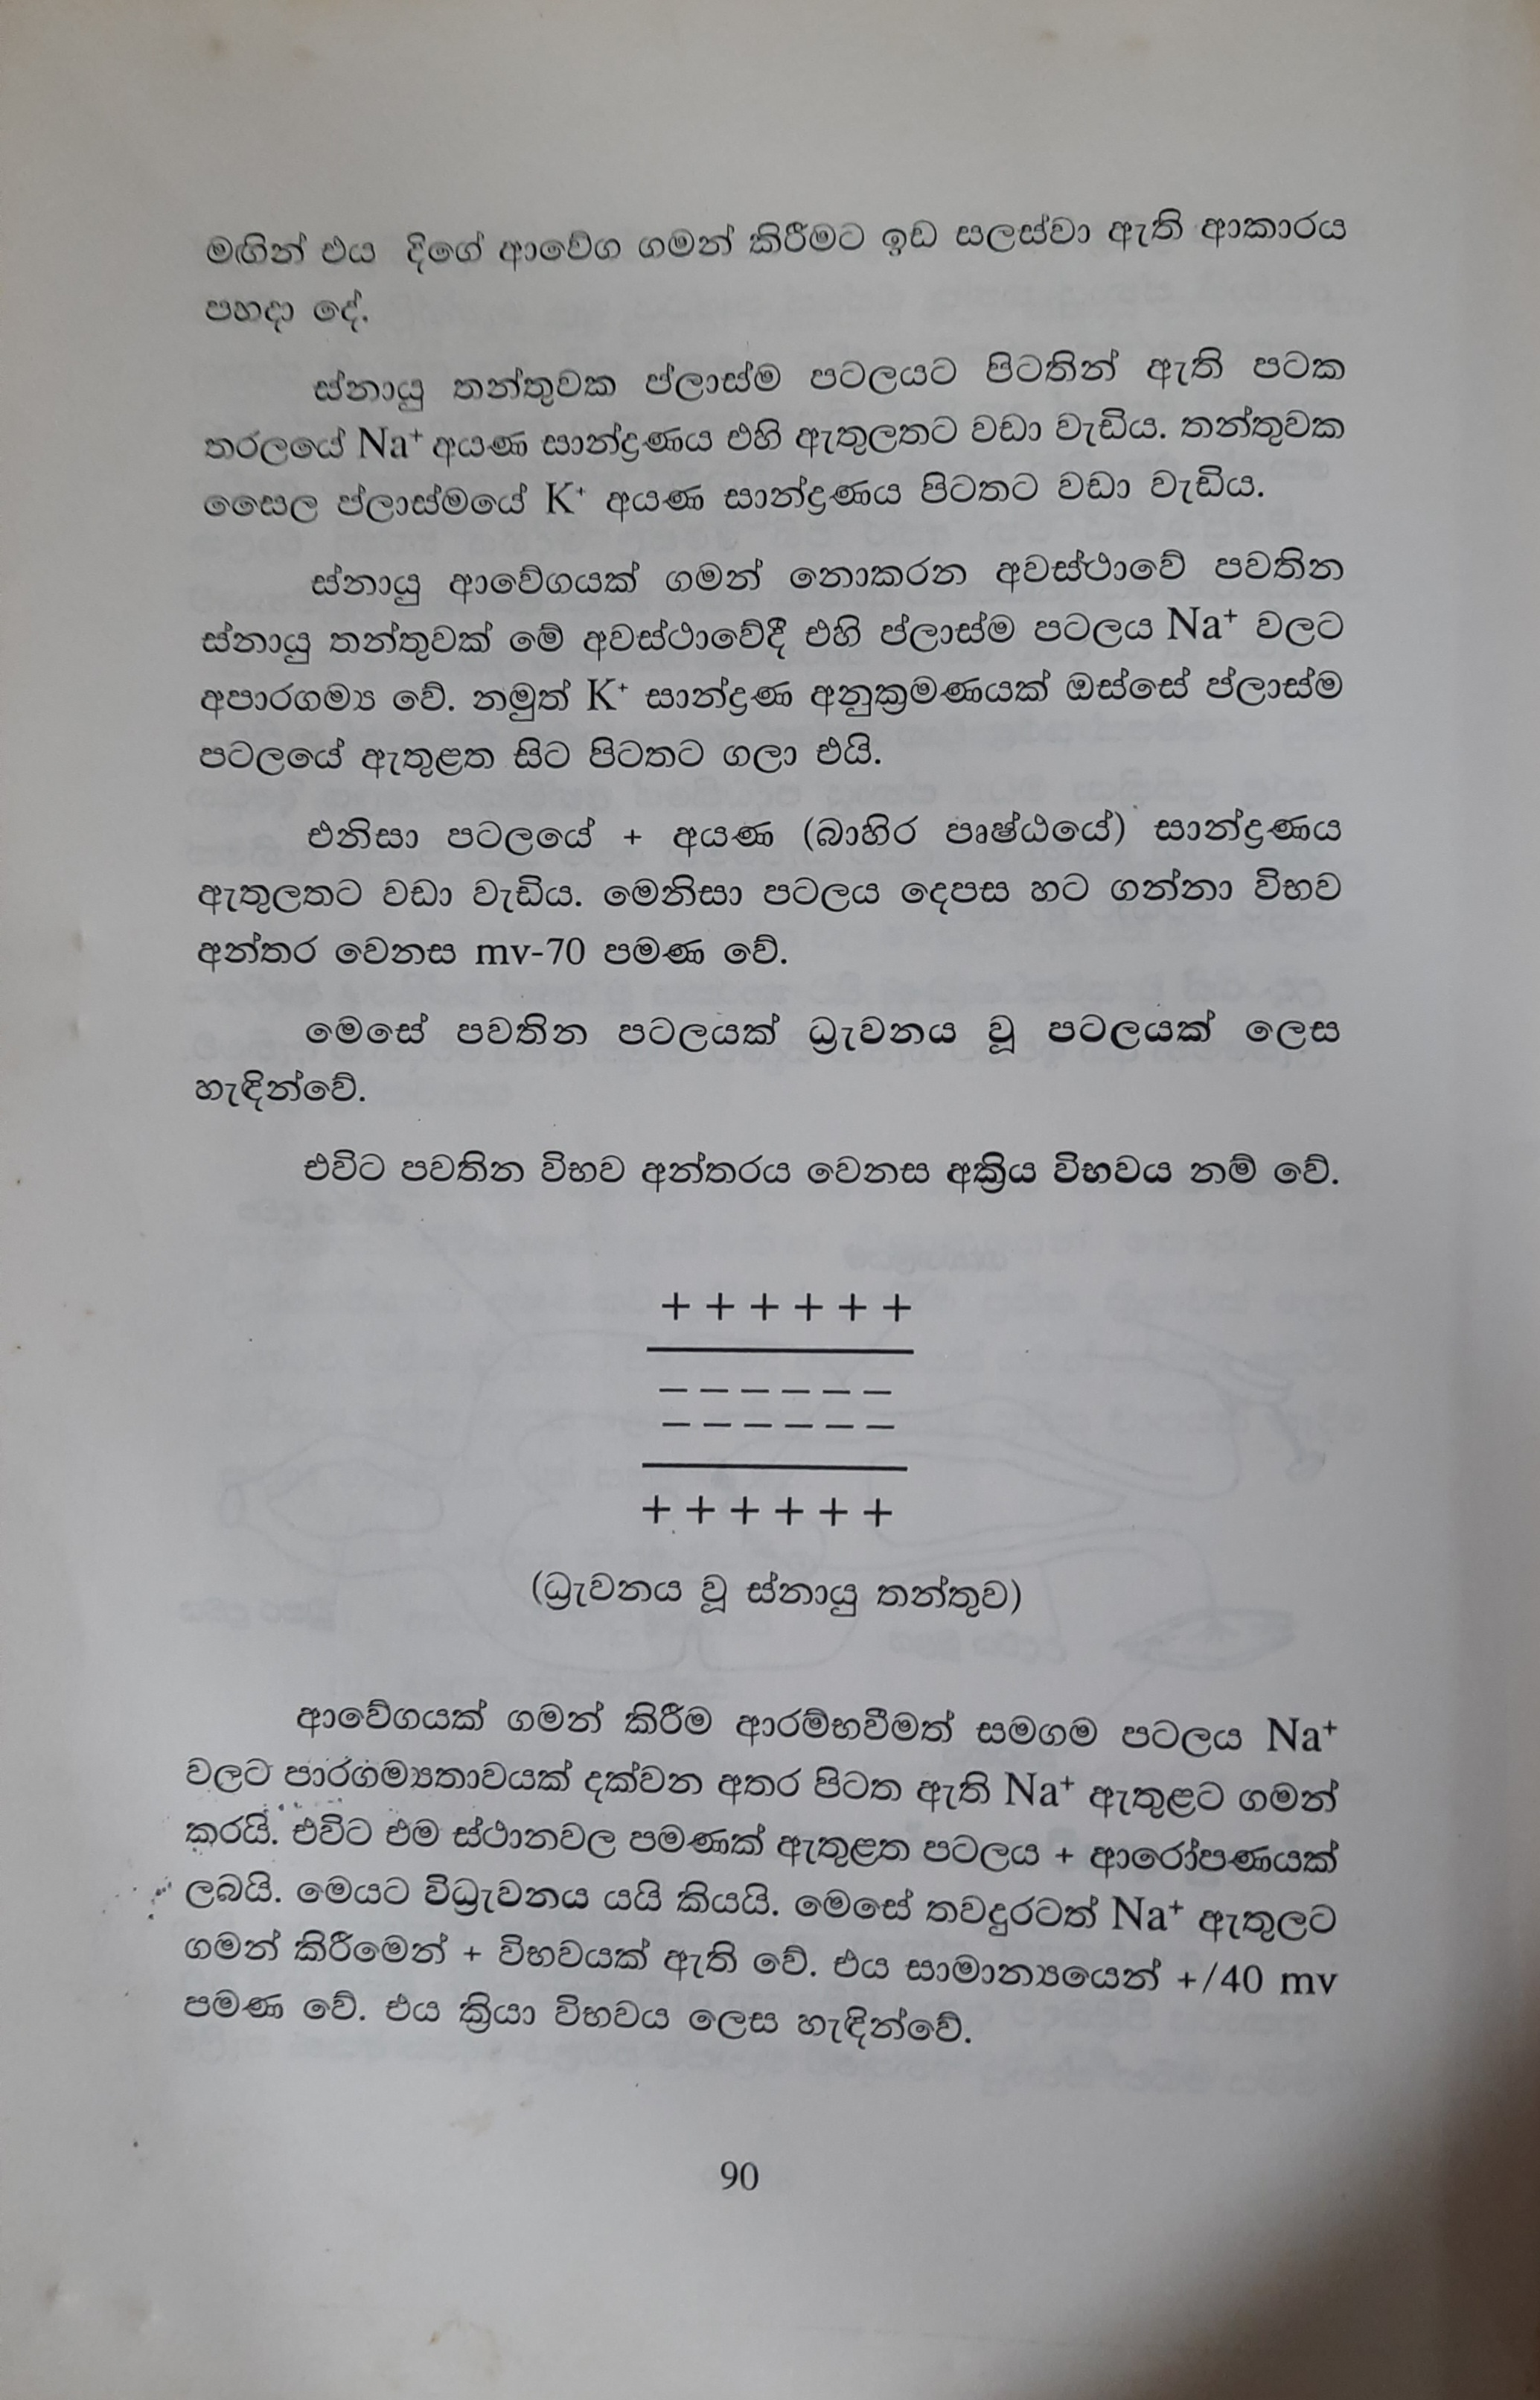 මඟින් එය දිගේ ආවේග ගමන් කිරීමට ඉඩ සලස්වා ඇති ආකාරය
පහදා දේ.
ස්නායු තන්තුවක ප්ලාස්ම පටලයට පිටතින් ඇති පටක
තරලයේ Na⁺ අයණ සාන්ද්‍රණය එහි ඇතුලතට වඩා වැඩිය. තන්තුවක
සෛල ප්ලාස්මයේ K⁺ අයණ සාන්ද්‍රණය පිටතට වඩා වැඩිය.
ස්නායු ආවේගයක් ගමන් නොකරන අවස්ථාවේ පවතින
ස්නායු තන්තුවක් මේ අවස්ථාවේදී එහි ප්ලාස්ම පටලය Na⁺ වලට
අපාරගම්‍ය වේ. නමුත් K⁺ සාන්ද්‍රණ අනුක්‍රමණයක් ඔස්සේ ප්ලාස්ම
පටලයේ ඇතුළත සිට පිටතට ගලා එයි.
එනිසා පටලයේ + අයණ (බාහිර පෘෂ්ඨයේ) සාන්ද්‍රණය
ඇතුලතට වඩා වැඩිය. මෙනිසා පටලය දෙපස හට ගන්නා විභව
අන්තර වෙනස mv-70 පමණ වේ.
මෙසේ පවතින පටලයක් ධ්‍රැවනය වූ පටලයක් ලෙස
හැඳින්වේ.
එවිට පවතින විභව අන්තරය වෙනස අක්‍රිය විභවය නම් වේ.
+ + + + + +
– – – – – –
– – – – – –
+ + + + + +
(ධ්‍රැවනය වූ ස්නායු තන්තුව)
ආවේගයක් ගමන් කිරීම ආරම්භවීමත් සමගම පටලය Na⁺
වලට පාරගම්‍යතාවයක් දක්වන අතර පිටත ඇති Na⁺ ඇතුළට ගමන්
කරයි. එවිට එම ස්ථානවල පමණක් ඇතුළත පටලය + ආරෝපණයක්
ලබයි. මෙයට විධ්‍රැවනය යයි කියයි. මෙසේ තවදුරටත් Na⁺ ඇතුලට
ගමන් කිරීමෙන් + විභවයක් ඇති වේ. එය සාමාන්‍යයෙන් +/40 mv
පමණ වේ. එය ක්‍රියා විභවය ලෙස හැඳින්වේ.
90